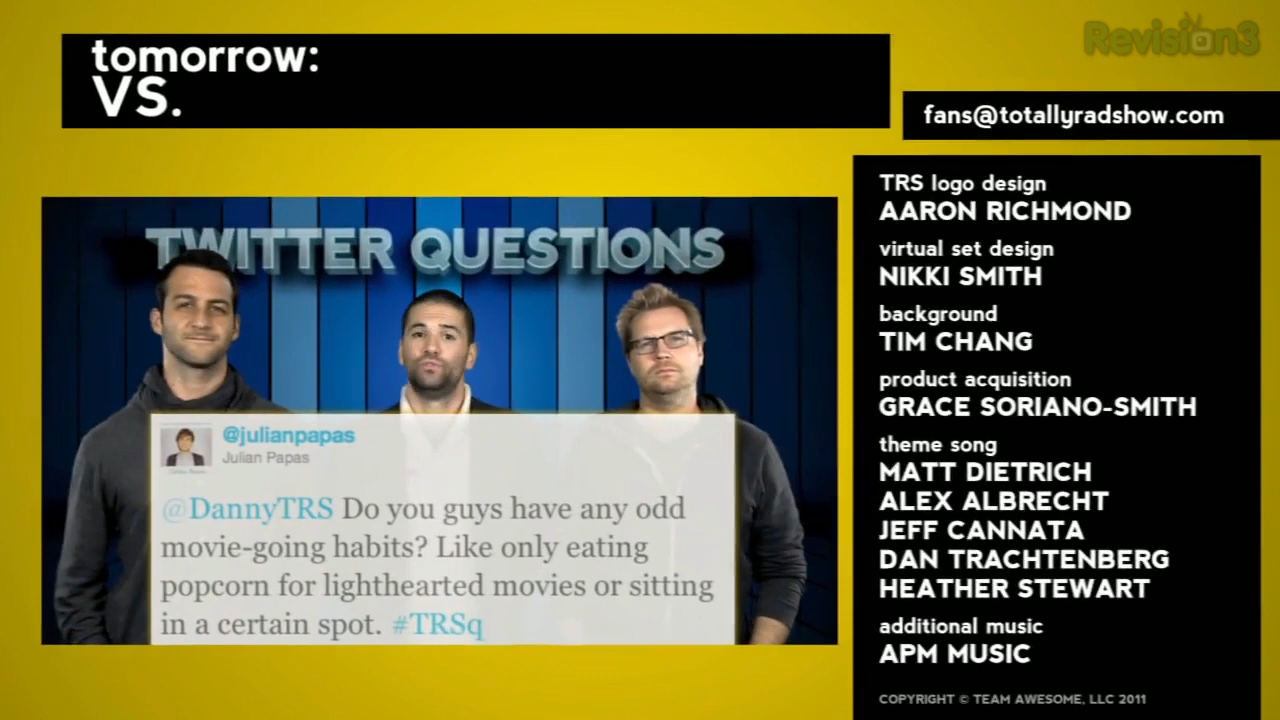 Revision3
tomorrow:
VS.
fans@totallyradshow.com
TWITTER QUESTIONS
@julianpapas
Julian Papas
@DannyTRS Do you guys have any odd
movie-going habits? Like only eating
popcorn for lighthearted movies or sitting
in a certain spot. #TRSq
TRS logo design
AARON RICHMOND
virtual set design
NIKKI SMITH
background
TIM CHANG
product acquisition
GRACE SORIANO-SMITH
theme song
MATT DIETRICH
ALEX ALBRECHT
JEFF CANNATA
DAN TRACHTENBERG
HEATHER STEWART
additional music
APM MUSIC
COPYRIGHT © TEAM AWESOME, LLC 2011